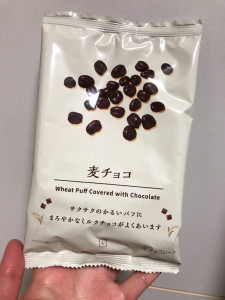 麦チョコ
Wheat Puff Covered with Chocolate
サクサクのかるいパフに
まろやかなミルクチョコがよくあいます